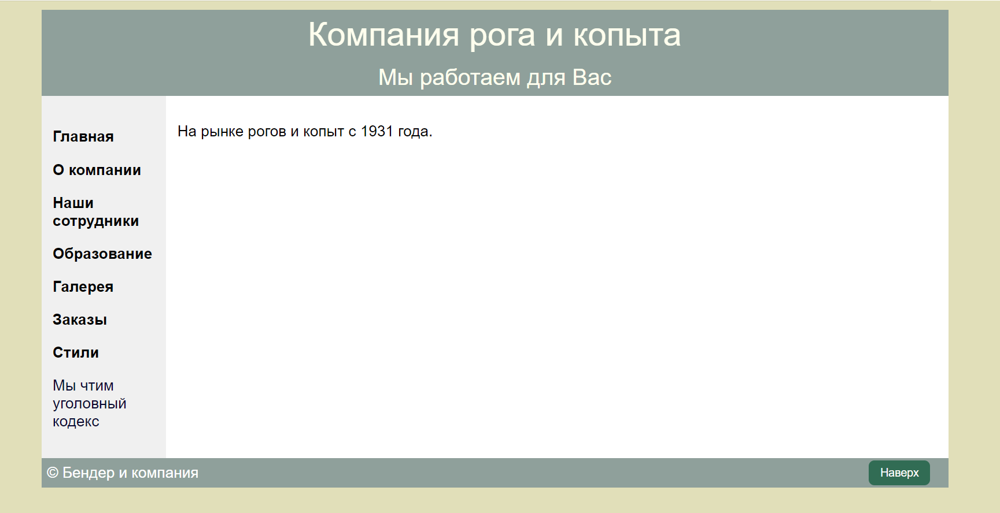 Компания рога и копыта
Мы работаем для Вас
Главная
О компании
Наши
сотрудники
Образование
Галерея
Заказы
Стили
Мы чтим
уголовный
кодекс
На рынке рогов и копыт с 1931 года.
© Бендер и компания
Наверх